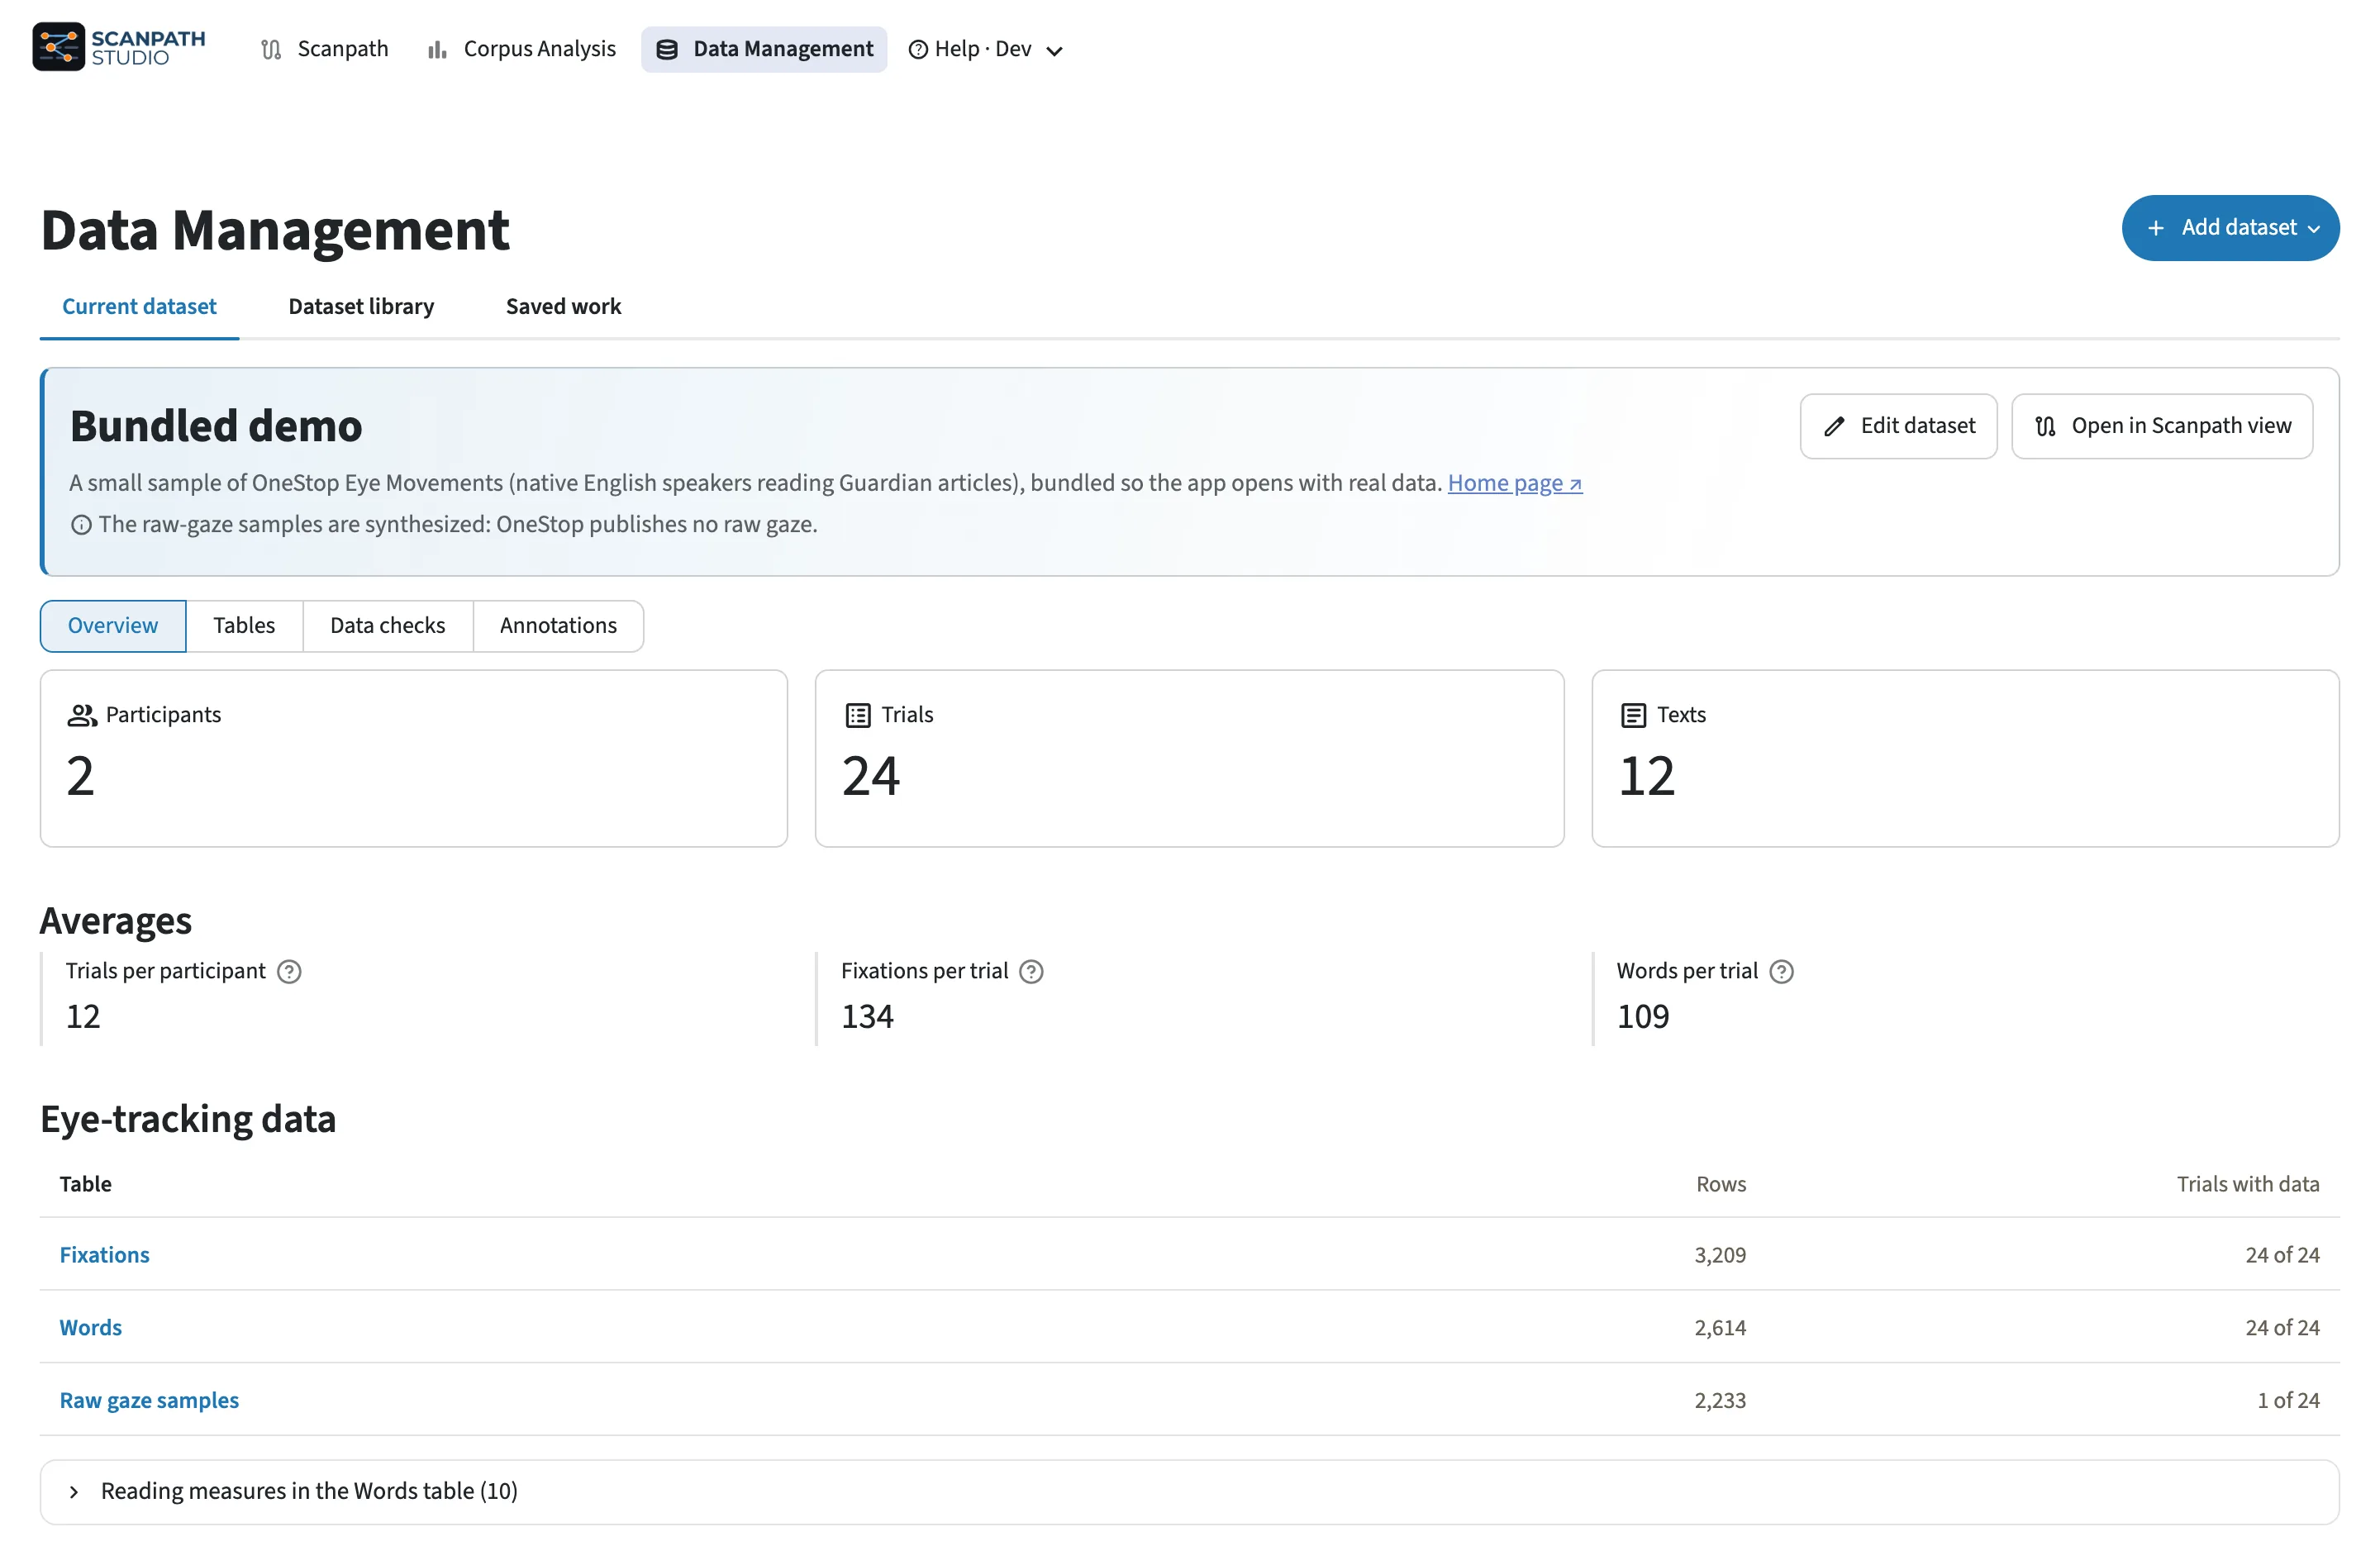 SCANPATH
STUDIO
Scanpath
Corpus Analysis
Data Management
Help · Dev
Data Management
+ Add dataset
Current dataset
Dataset library
Saved work
Bundled demo
Edit dataset
Open in Scanpath view
A small sample of OneStop Eye Movements (native English speakers reading Guardian articles), bundled so the app opens with real data. Home page ↗
The raw-gaze samples are synthesized: OneStop publishes no raw gaze.
Overview
Tables
Data checks
Annotations
Participants
2
Trials
24
Texts
12
Averages
Trials per participant
12
Fixations per trial
134
Words per trial
109
Eye-tracking data
Table Rows Trials with data
Fixations 3,209 24 of 24
Words 2,614 24 of 24
Raw gaze samples 2,233 1 of 24
Reading measures in the Words table (10)